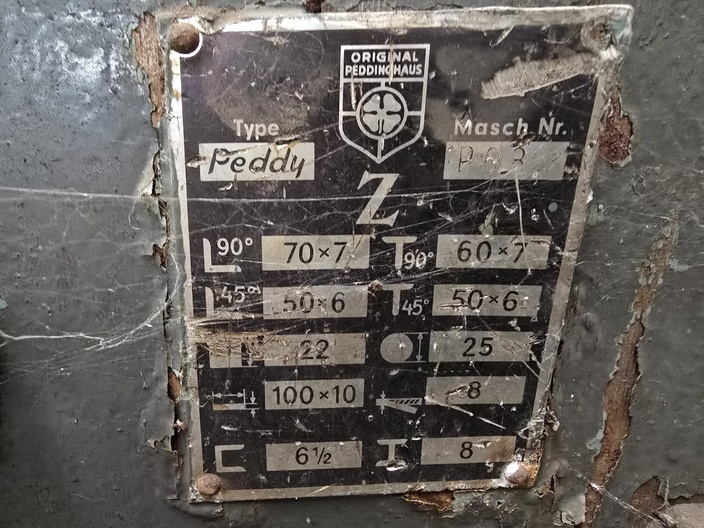 ORIGINAL
PEDDINGHAUS
Type
Masch Nr.
Peddy
Z
90° 70×7 90° 60×7
45° 50×6 45° 50×6
22 25
100×10 8
6½ 8